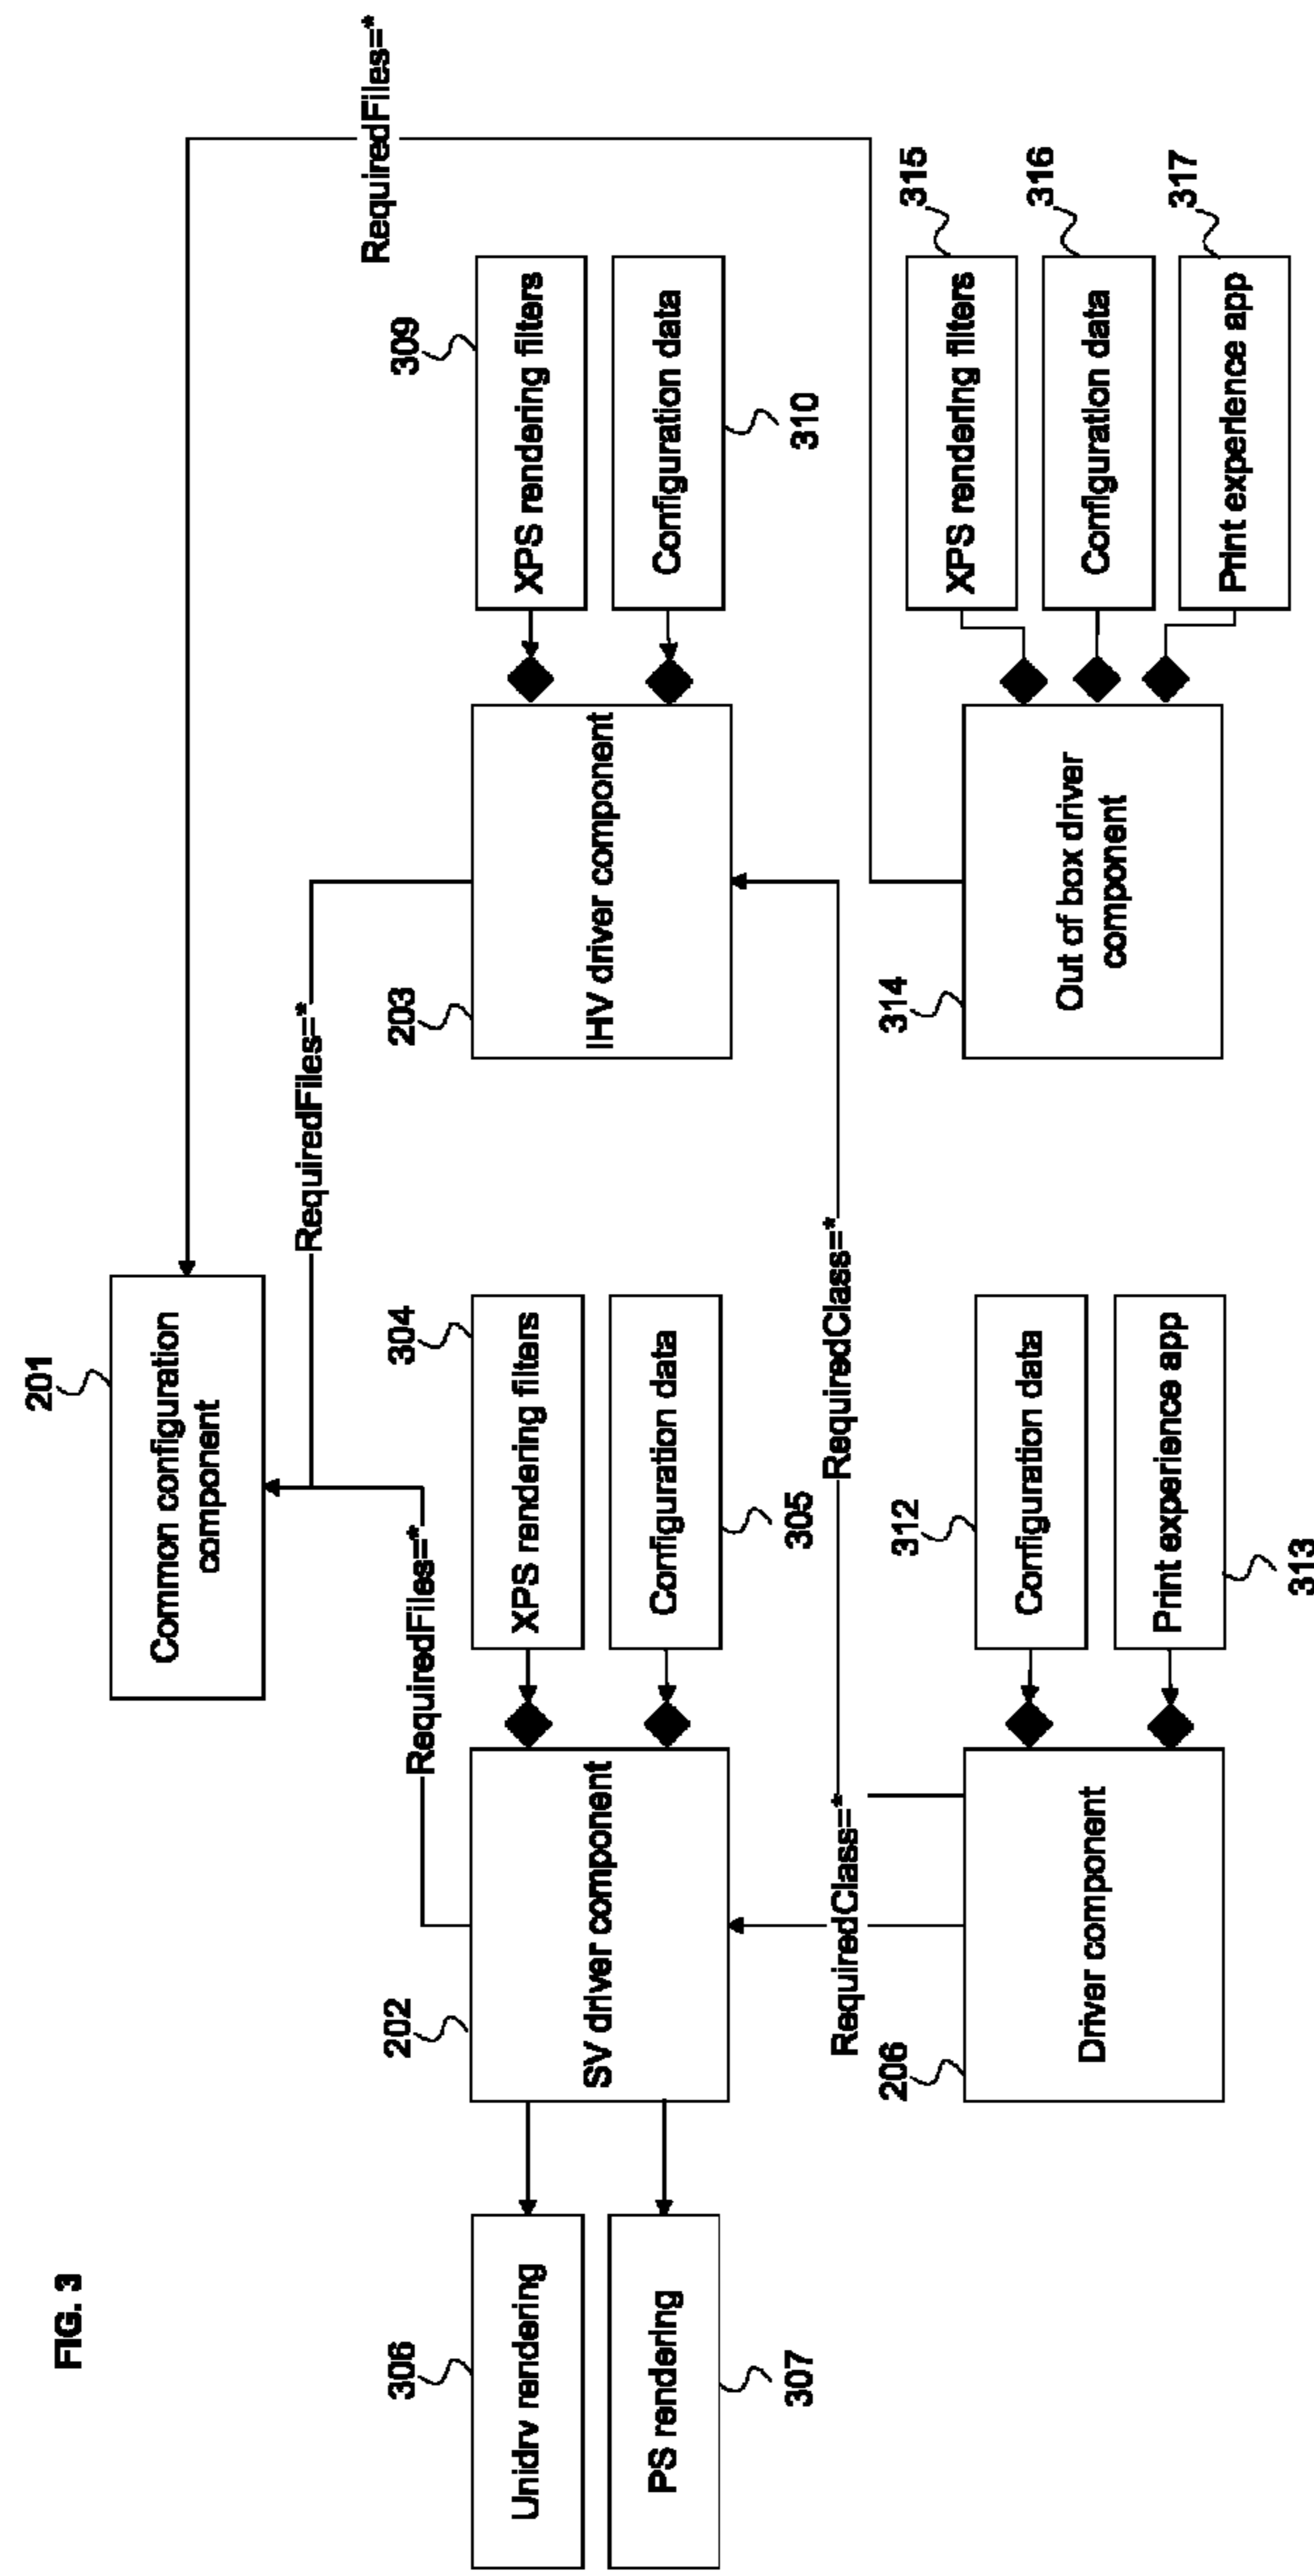 FIG. 3
201
Common configuration
component
RequiredFiles=*
RequiredFiles=*
RequiredFiles=*
306
Unidrv rendering
307
PS rendering
202
SV driver component
304
XPS rendering filters
305
Configuration data
203
IHV driver component
309
XPS rendering filters
310
Configuration data
RequiredClass=*
RequiredClass=*
206
Driver component
312
Configuration data
313
Print experience app
314
Out of box driver
component
315
XPS rendering filters
316
Configuration data
317
Print experience app